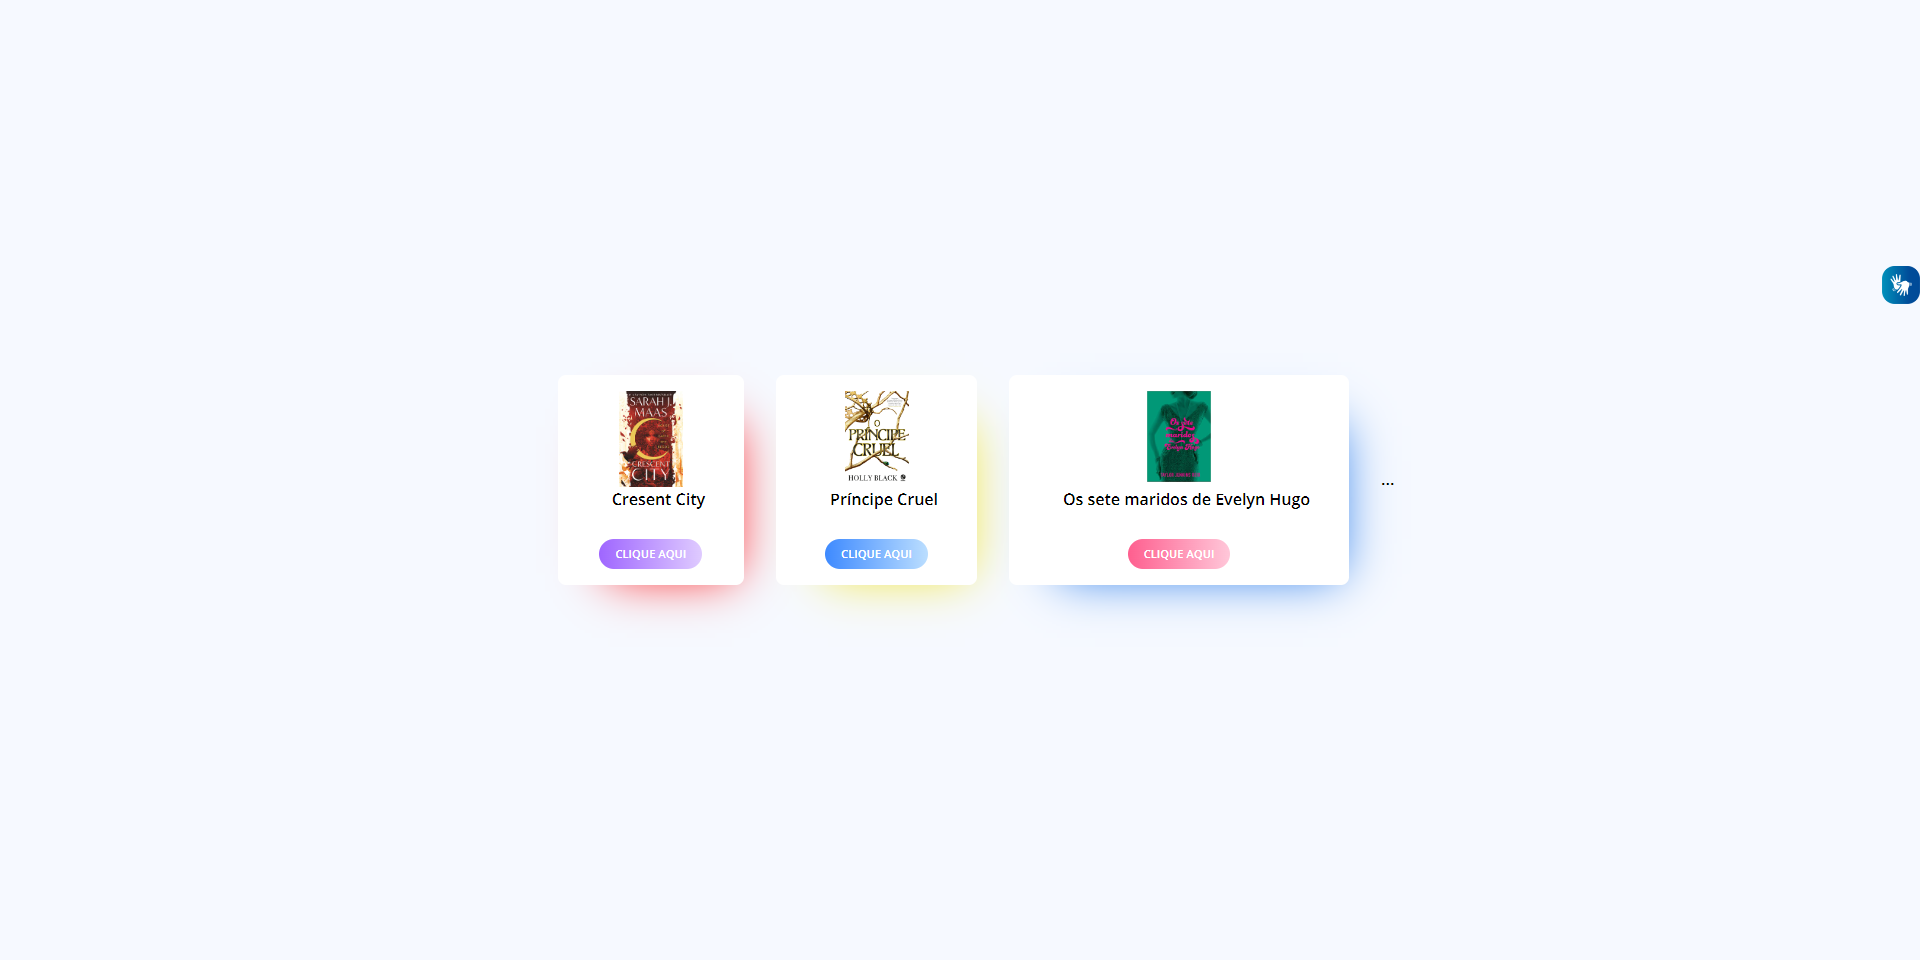 SARAH J.
MAAS
CRESCENT
CITY
Cresent City
CLIQUE AQUI
O
PRÍNCIPE
CRUEL
HOLLY BLACK
Príncipe Cruel
CLIQUE AQUI
Os sete
maridos de
Evelyn Hugo
Os sete maridos de Evelyn Hugo
CLIQUE AQUI
...